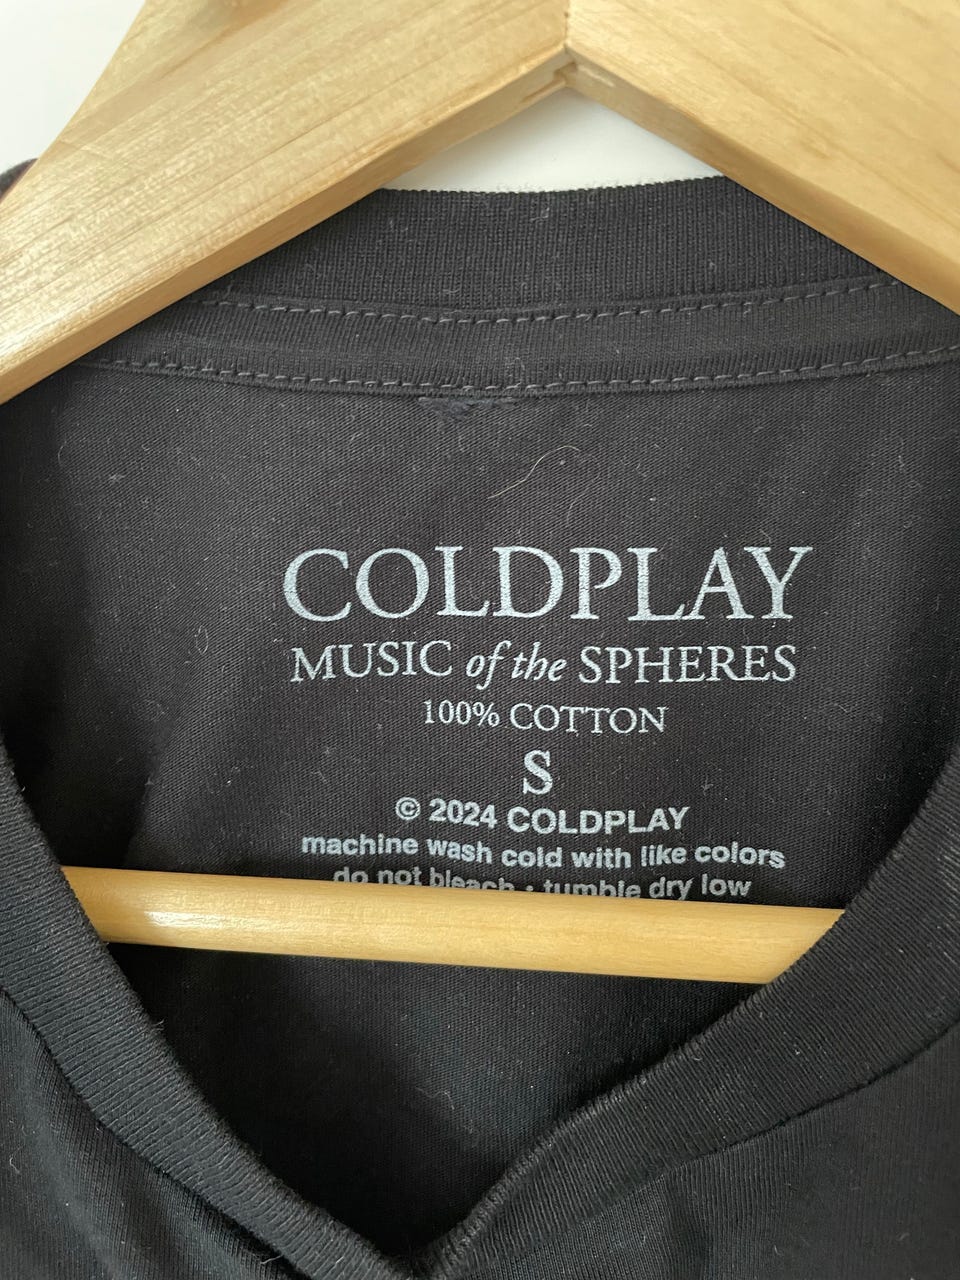 COLDPLAY
MUSIC of the SPHERES
100% COTTON
S
© 2024 COLDPLAY
machine wash cold with like colors
do not bleach • tumble dry low